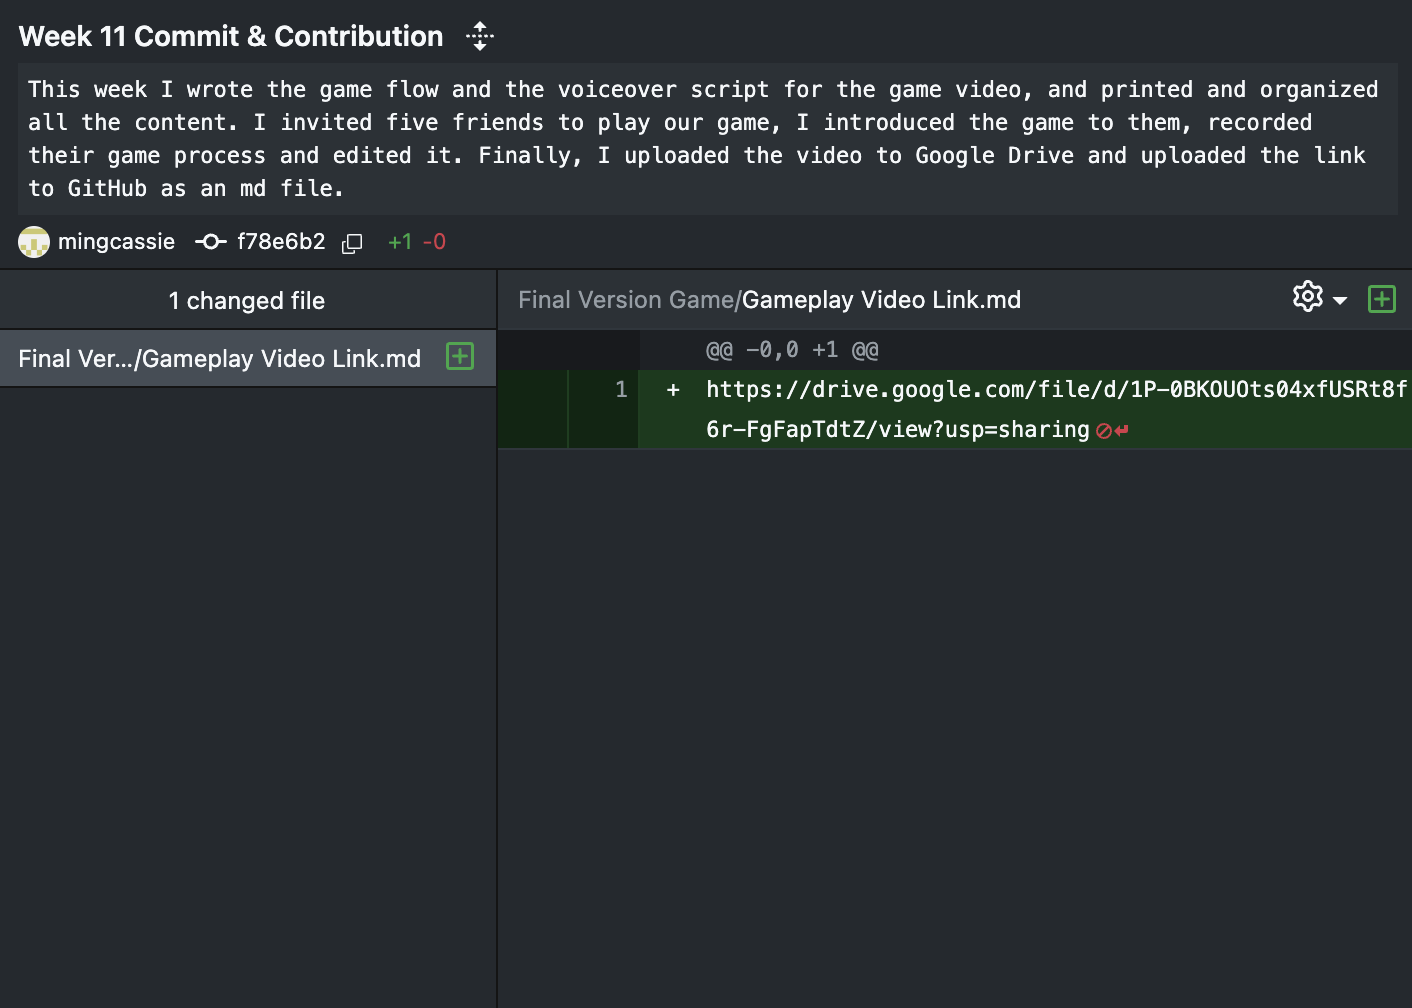 Week 11 Commit & Contribution
This week I wrote the game flow and the voiceover script for the game video, and printed and organized
all the content. I invited five friends to play our game, I introduced the game to them, recorded
their game process and edited it. Finally, I uploaded the video to Google Drive and uploaded the link
to GitHub as an md file.
mingcassie f78e6b2 +1 -0
1 changed file
Final Ver.../Gameplay Video Link.md
Final Version Game/Gameplay Video Link.md
@@ -0,0 +1 @@
1 + https://drive.google.com/file/d/1P-0BKOUOts04xfUSRt8f
6r-FgFapTdtZ/view?usp=sharing